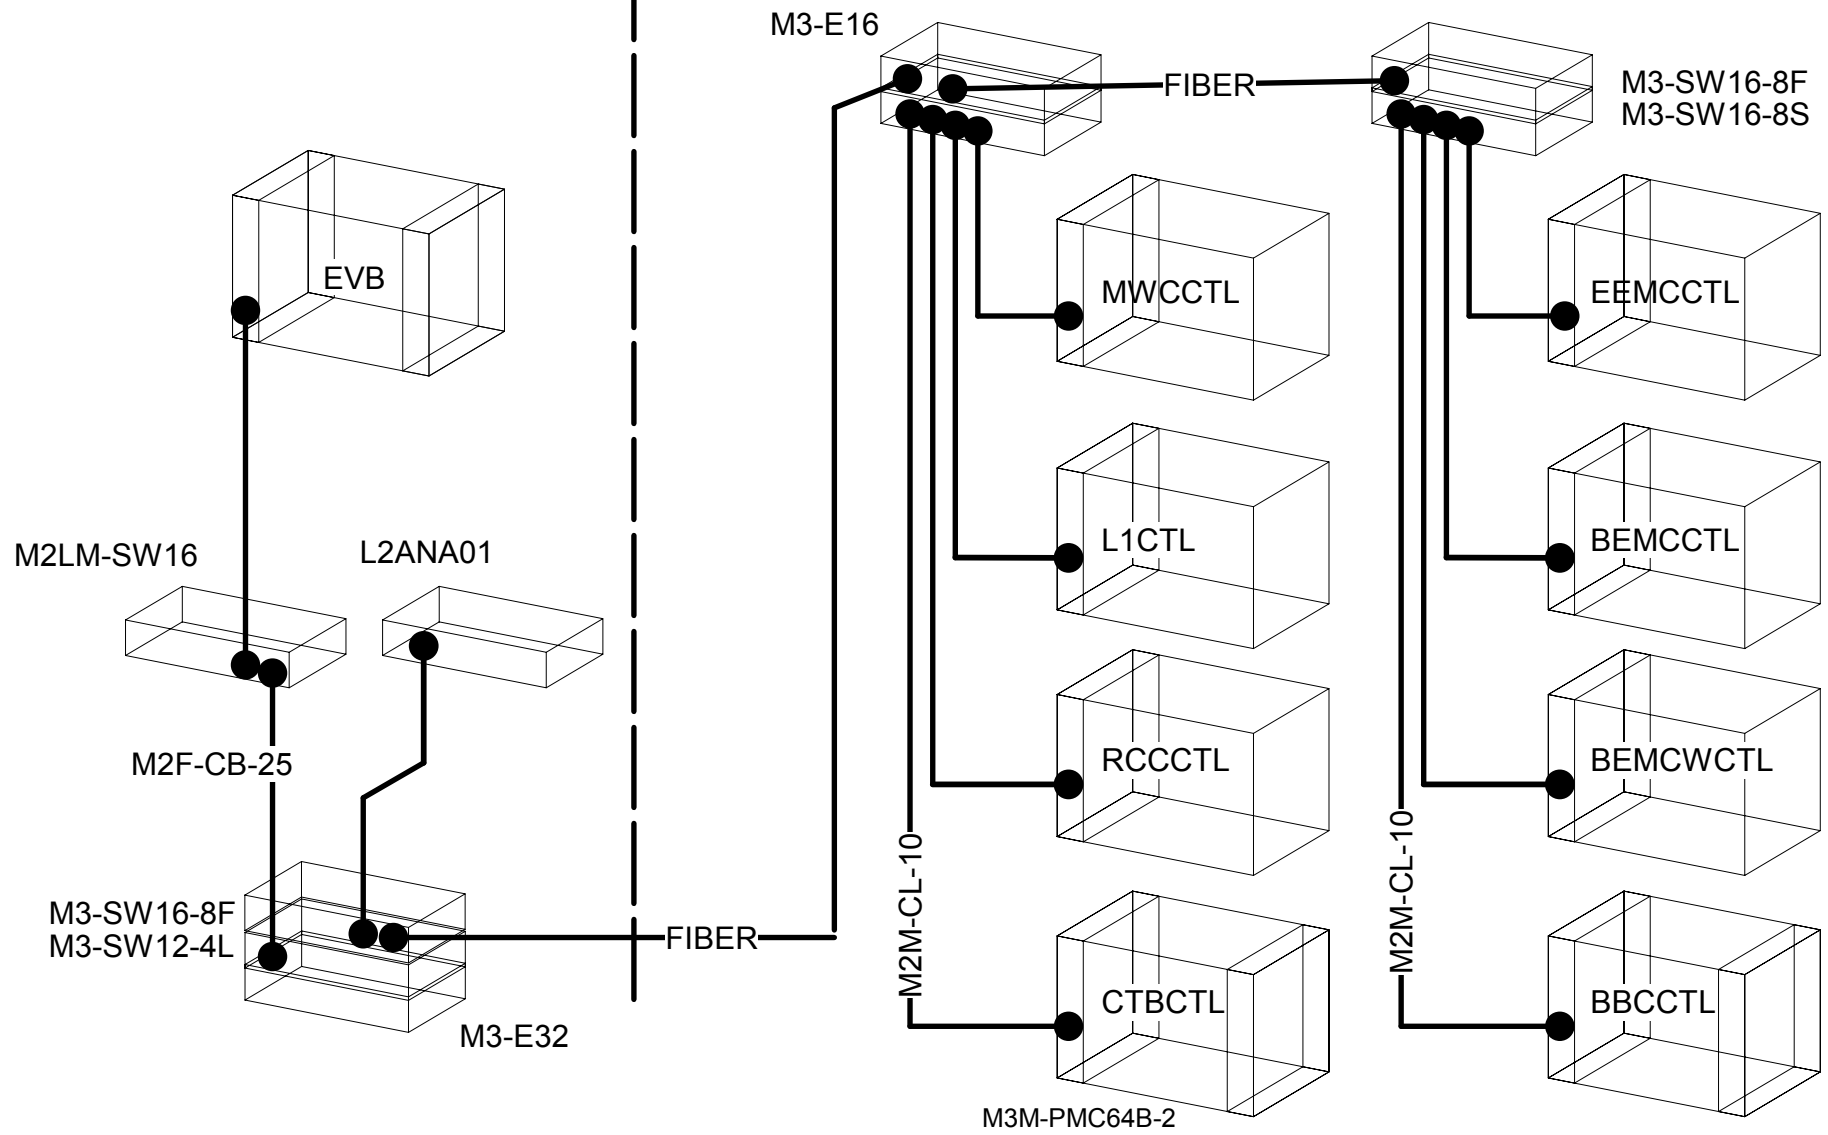 M3-E16
FIBER
M3-SW16-8F
M3-SW16-8S
EVB
MWCCTL
EEMCCTL
M2LM-SW16
L2ANA01
L1CTL
BEMCCTL
M2F-CB-25
RCCCTL
BEMCWCTL
M2M-CL-10
M2M-CL-10
M3-SW16-8F
M3-SW12-4L
FIBER
CTBCTL
BBCCTL
M3-E32
M3M-PMC64B-2